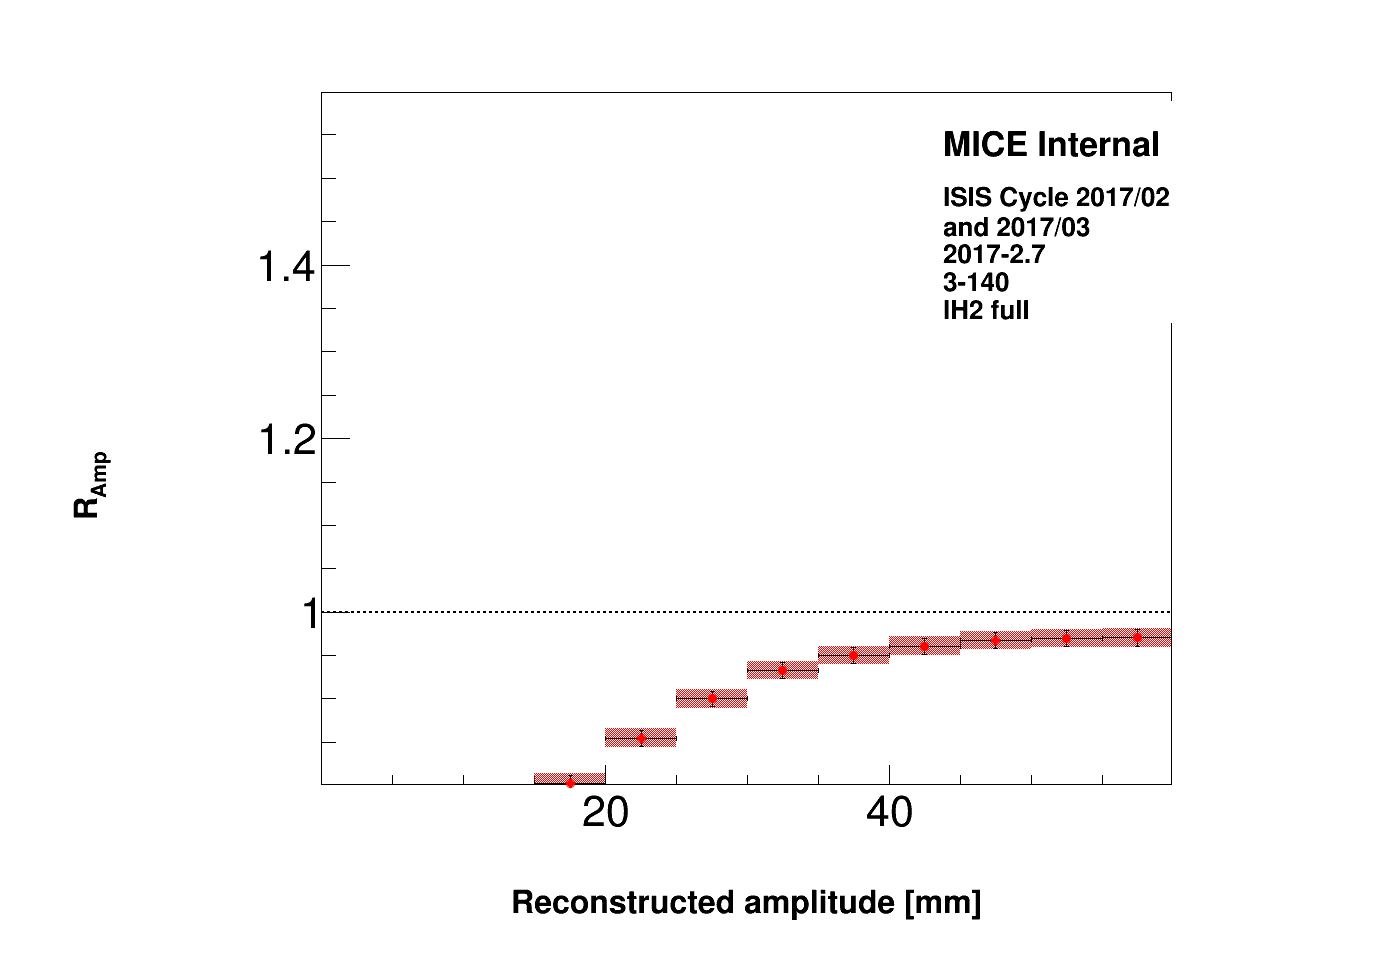 MICE Internal
ISIS Cycle 2017/02
and 2017/03
2017-2.7
3-140
IH2 full
1.4
1.2
1
R_Amp
20
40
Reconstructed amplitude [mm]